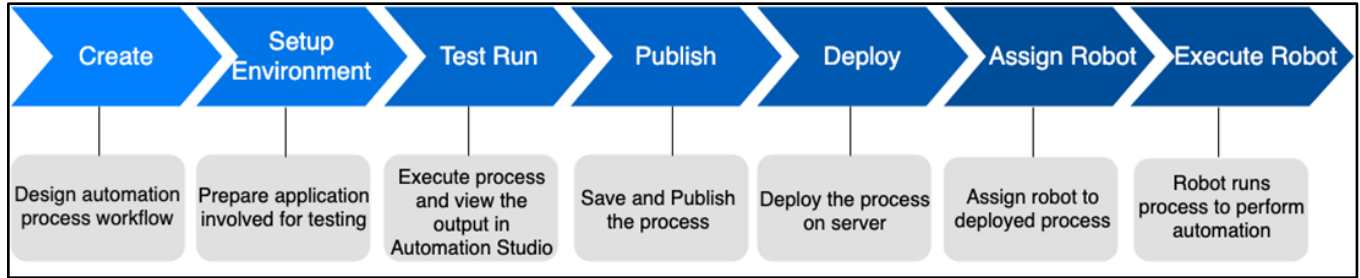 Create
Setup
Environment
Test Run
Publish
Deploy
Assign Robot
Execute Robot
Design automation
process workflow
Prepare application
involved for testing
Execute process
and view the
output in
Automation Studio
Save and Publish
the process
Deploy the process
on server
Assign robot to
deployed process
Robot runs
process to perform
automation